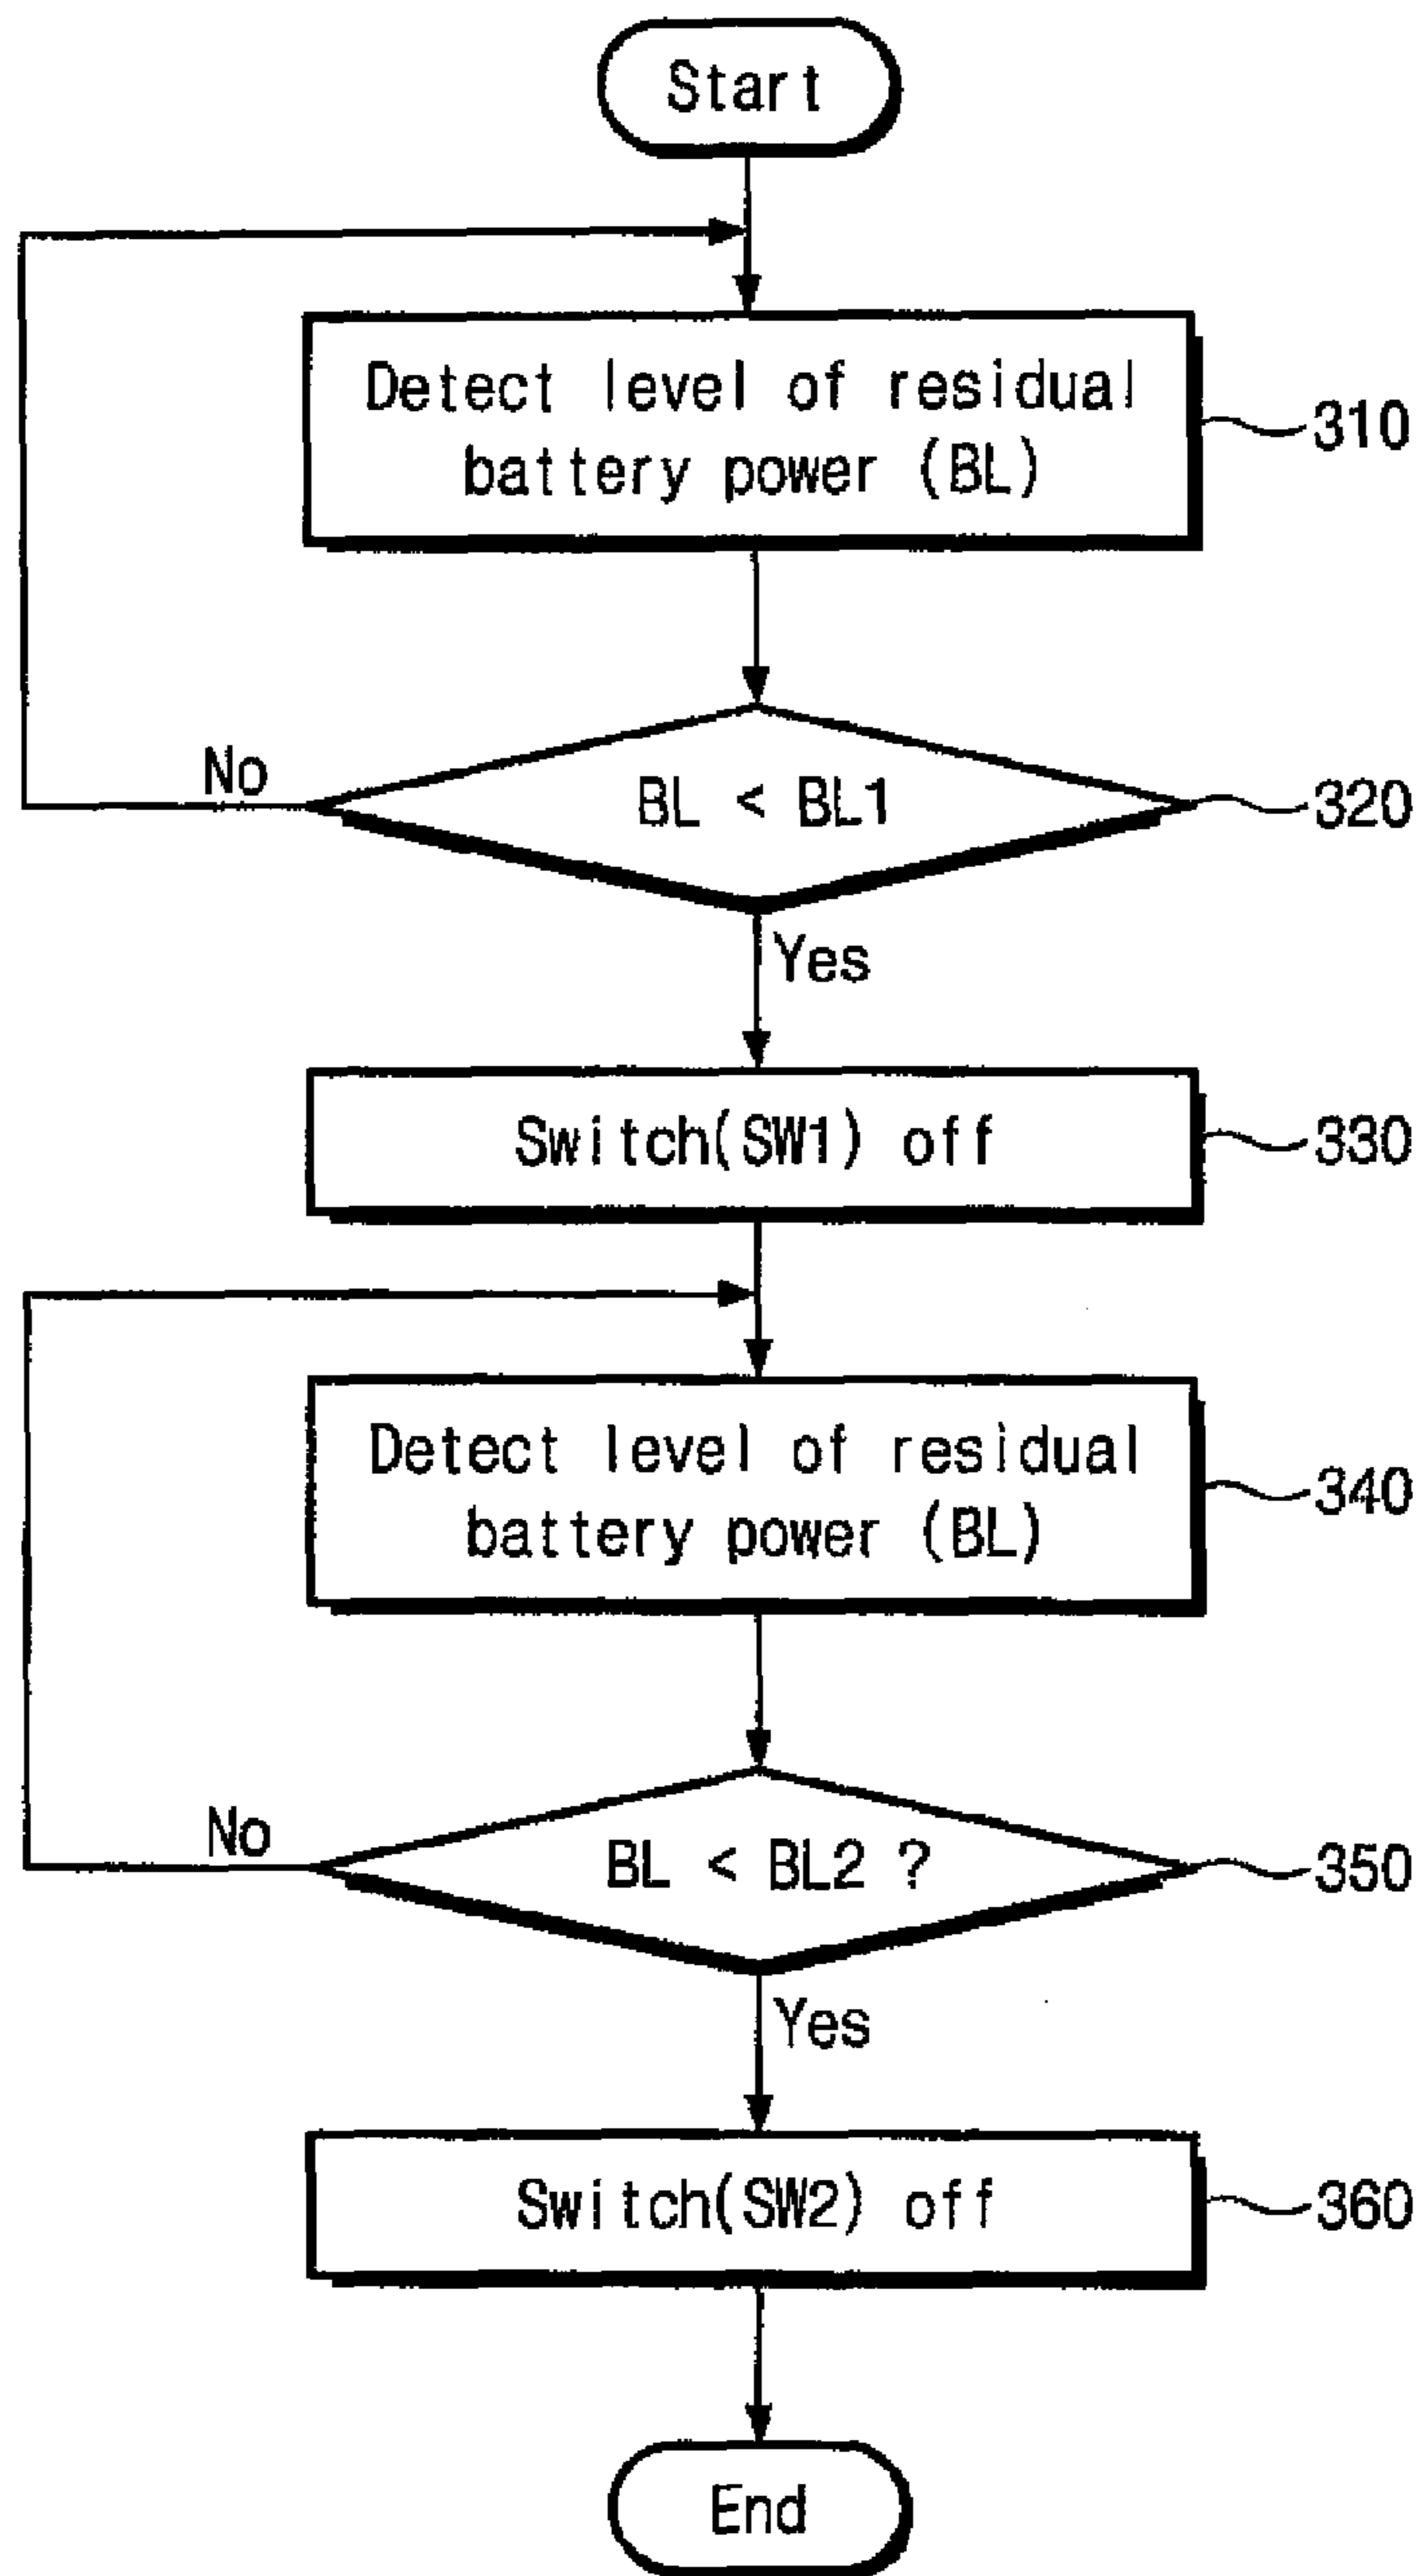 Start
Detect level of residual
battery power (BL)
310
No
BL < BL1
320
Yes
Switch(SW1) off
330
Detect level of residual
battery power (BL)
340
No
BL < BL2 ?
350
Yes
Switch(SW2) off
360
End